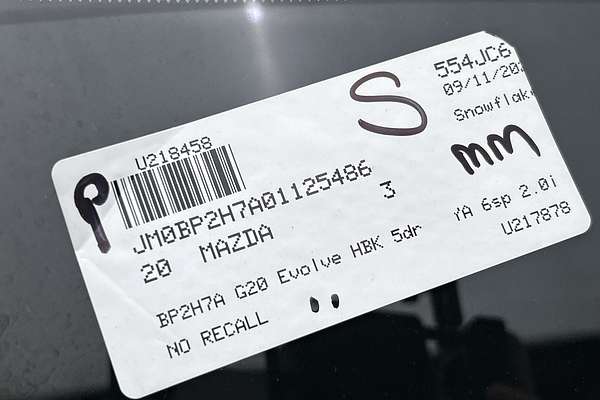 554JC6
09/11/202
S
Snowflak
U218458
P
mm
JM0BP2H7A01125486
3
20 MAZDA
YA 6sp 2.0i
BP2H7A G20 Evolve HBK 5dr
U217878
NO RECALL